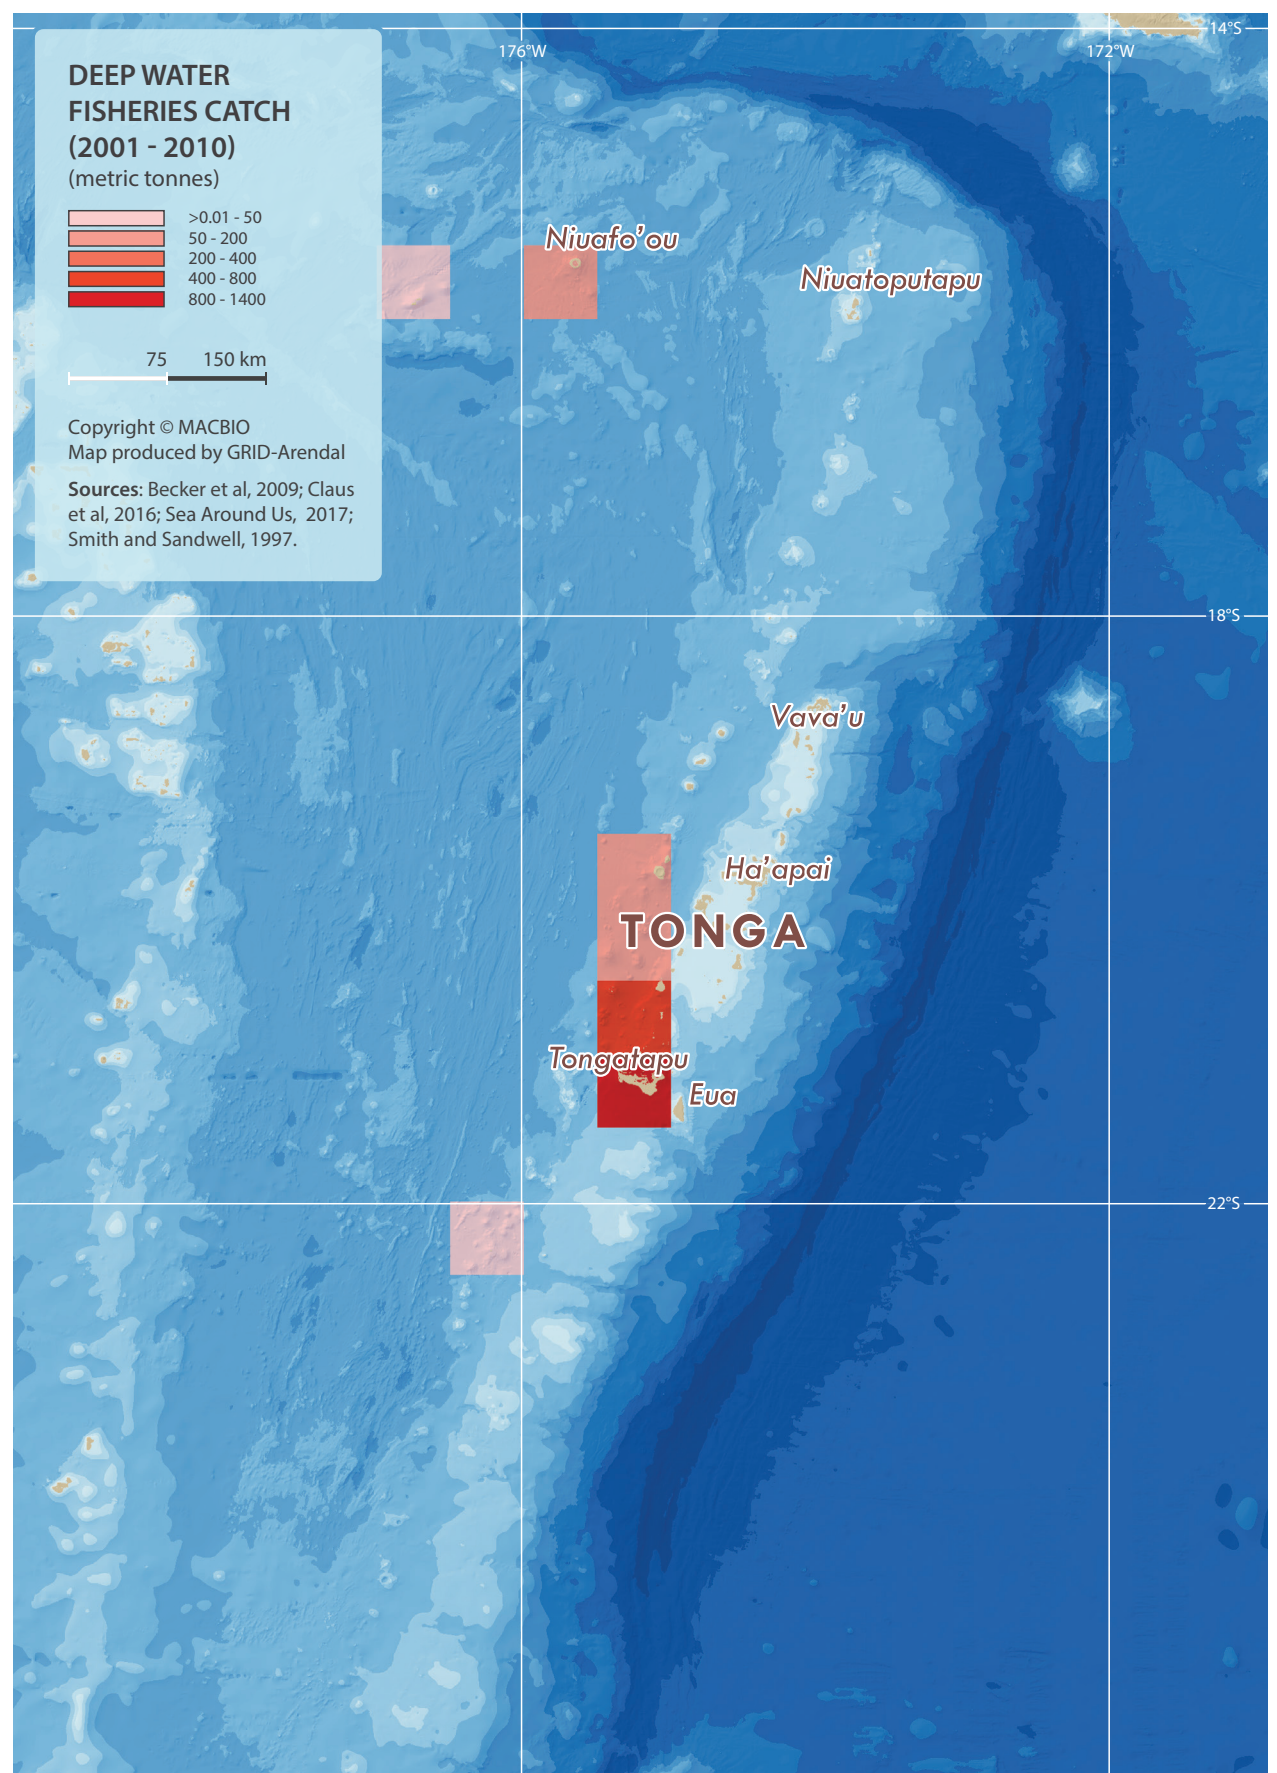 DEEP WATER
FISHERIES CATCH
(2001 - 2010)
(metric tonnes)
>0.01 - 50
50 - 200
200 - 400
400 - 800
800 - 1400
75 150 km
Copyright © MACBIO
Map produced by GRID-Arendal
Sources: Becker et al, 2009; Claus
et al, 2016; Sea Around Us, 2017;
Smith and Sandwell, 1997.
14°S
176°W
172°W
Niuafo’ou
Niuatoputapu
18°S
Vava’u
Ha’apai
TONGA
Tongatapu
Eua
22°S